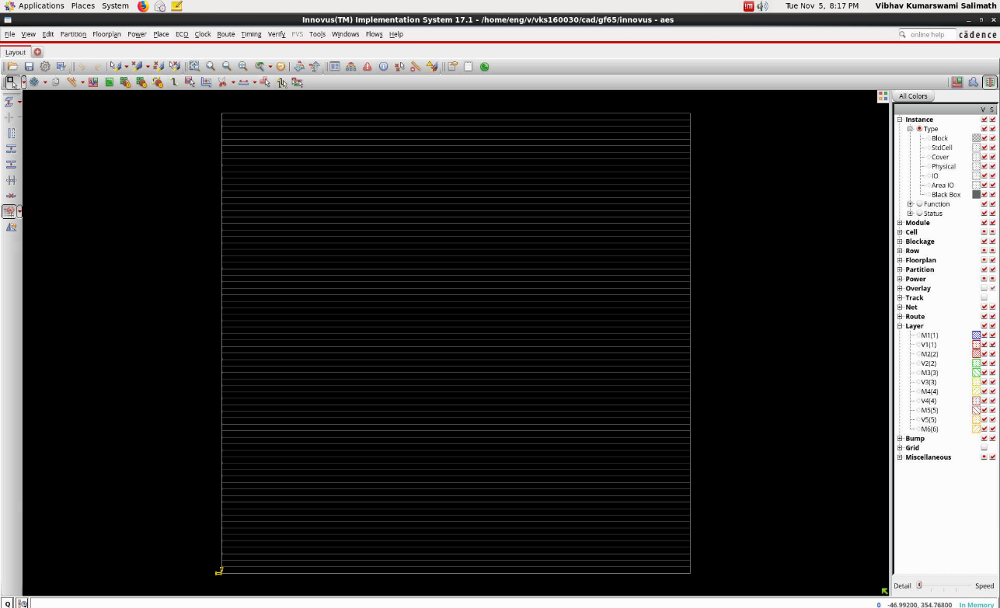 Applications Places System Tue Nov 5, 8:17 PM Vibhav Kumarswami Salimath
Innovus(TM) Implementation System 17.1 - /home/eng/v/vks160030/cad/gf65/innovus - aes
File View Edit Partition Floorplan Power Place ECO Clock Route Timing Verify PVS Tools Windows Flows Help online help cādence
Layout
All Colors
V S
Instance
Type
Block
StdCell
Cover
Physical
IO
Area IO
Black Box
Function
Status
Module
Cell
Blockage
Row
Floorplan
Partition
Power
Overlay
Track
Net
Route
Layer
M1(1)
V1(1)
M2(2)
V2(2)
M3(3)
V3(3)
M4(4)
V4(4)
M5(5)
V5(5)
M6(6)
Bump
Grid
Miscellaneous
Detail Speed
Q 0 -46.99200, 354.76800 In Memory